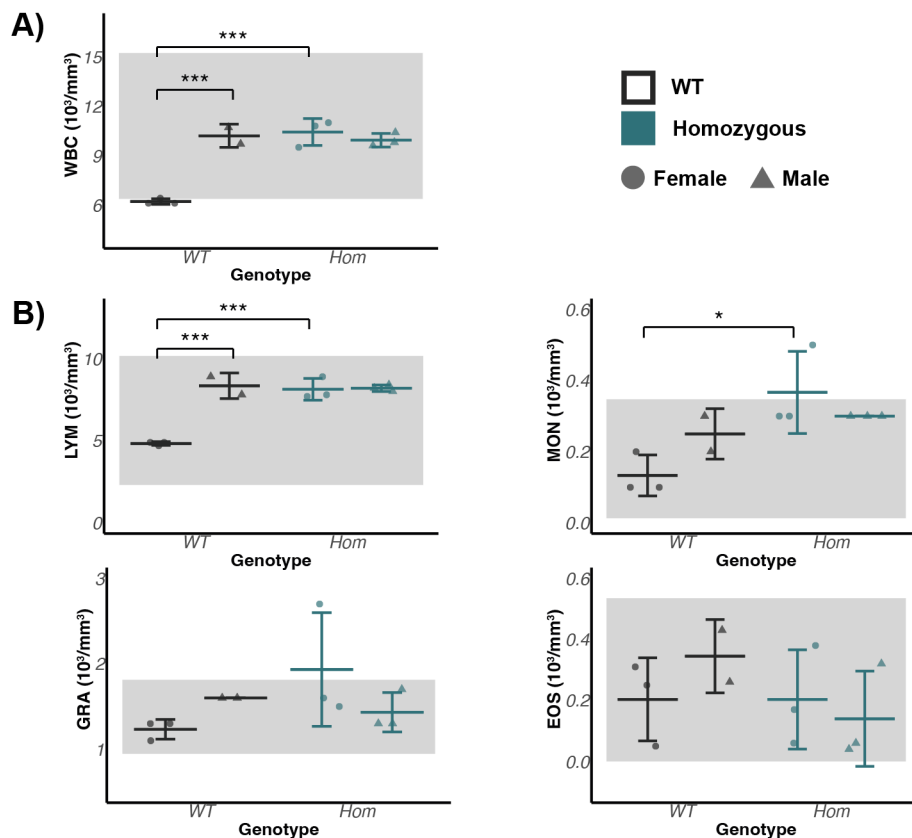 A)
WBC (10³/mm³)
15
12
9
6
***
***
WT
Hom
Genotype
WT
Homozygous
Female
Male
B)
LYM (10³/mm³)
10
5
0
***
***
WT
Hom
Genotype
MON (10³/mm³)
0.6
0.4
0.2
0.0
*
WT
Hom
Genotype
GRA (10³/mm³)
3
2
1
WT
Hom
Genotype
EOS (10³/mm³)
0.6
0.4
0.2
0.0
WT
Hom
Genotype